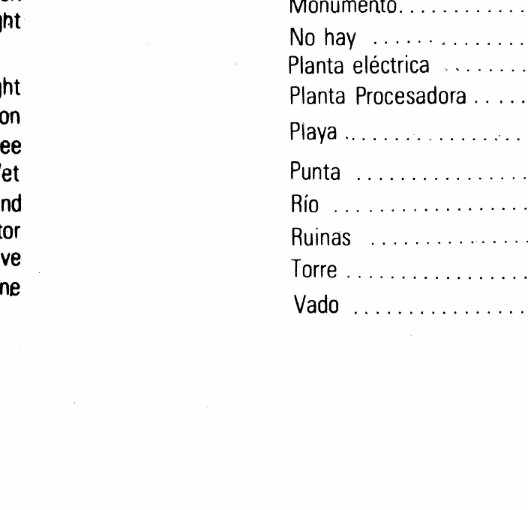 ght
ght
on
ee
et
nd
tor
ve
ne
Monumento..............
No hay ..............
Planta eléctrica ........
Planta Procesadora .....
Playa ..................
Punta .................
Río ...................
Ruinas ................
Torre ..................
Vado ................